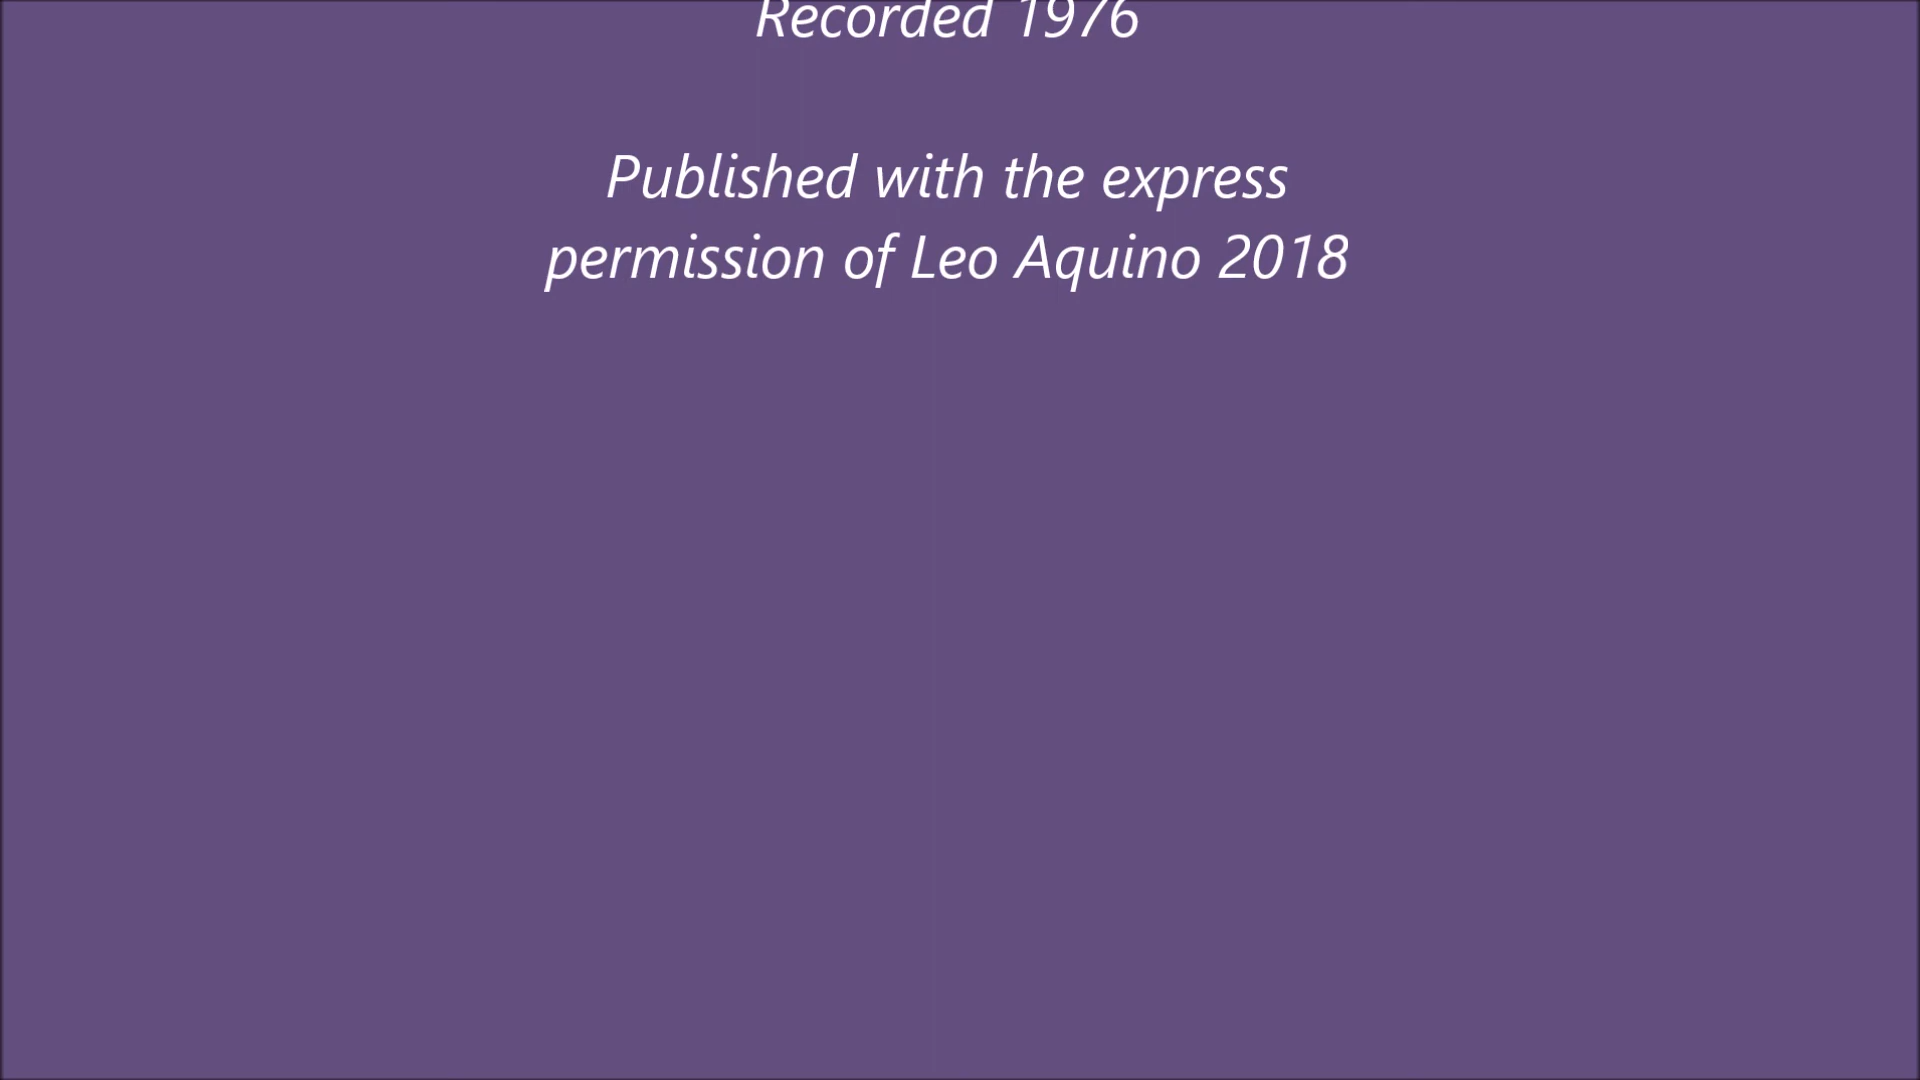 Recorded 1976
Published with the express
permission of Leo Aquino 2018